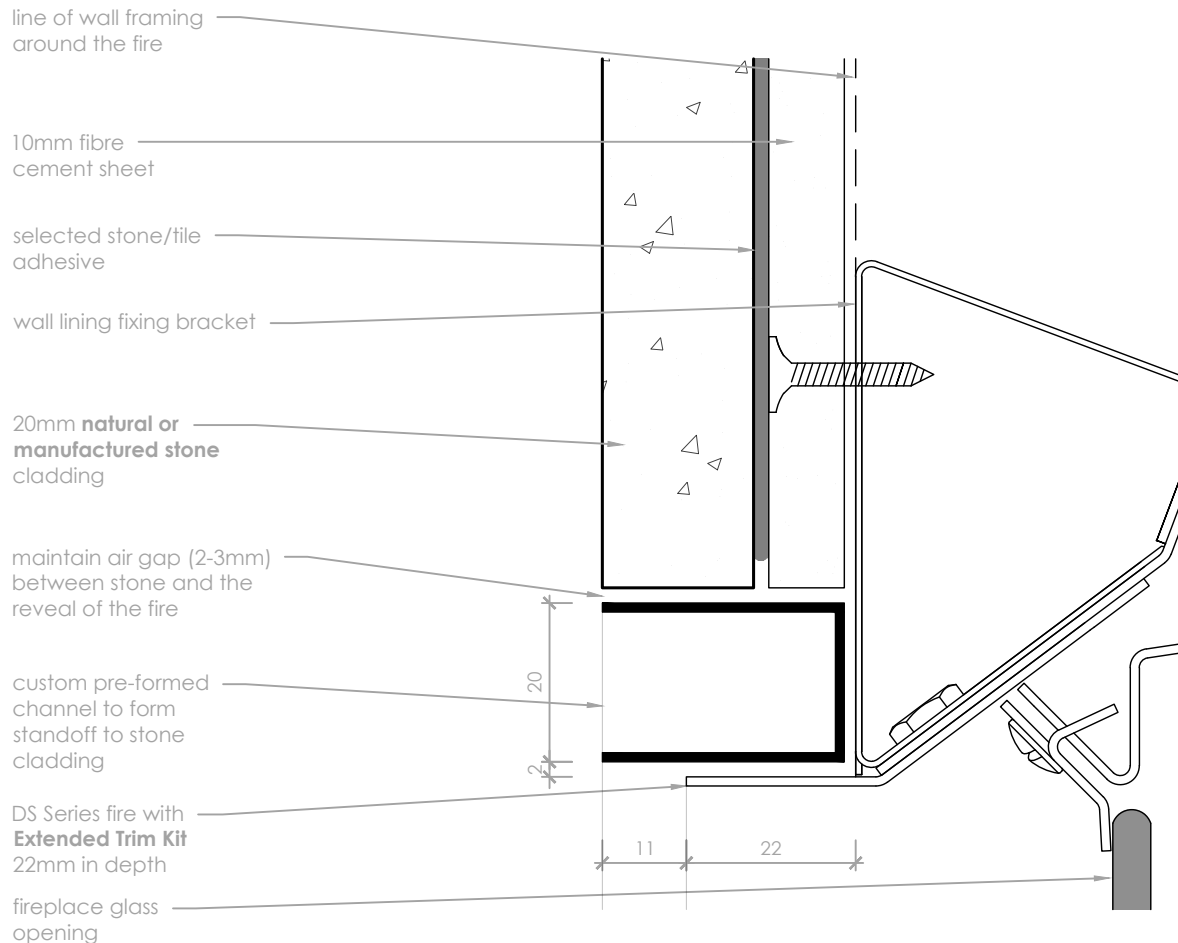 line of wall framing
around the fire
10mm fibre
cement sheet
selected stone/tile
adhesive
wall lining fixing bracket
20mm natural or
manufactured stone
cladding
maintain air gap (2-3mm)
between stone and the
reveal of the fire
custom pre-formed
channel to form
standoff to stone
cladding
20
2
DS Series fire with
Extended Trim Kit
22mm in depth
11
22
fireplace glass
opening